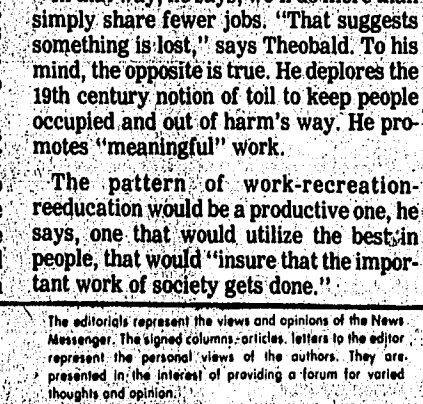 simply share fewer jobs. "That suggests
something is lost," says Theobald. To his
mind, the opposite is true. He deplores the
19th century notion of toil to keep people
occupied and out of harm's way. He pro-
motes "meaningful" work.
The pattern of work-recreation-
reeducation would be a productive one, he
says, one that would utilize the best in
people, that would "insure that the impor-
tant work of society gets done."
The editorials represent the views and opinions of the News
Messenger. The signed columns, articles, letters to the editor
represent the personal views of the authors. They are
presented in the interest of providing a forum for varied
thoughts and opinion.